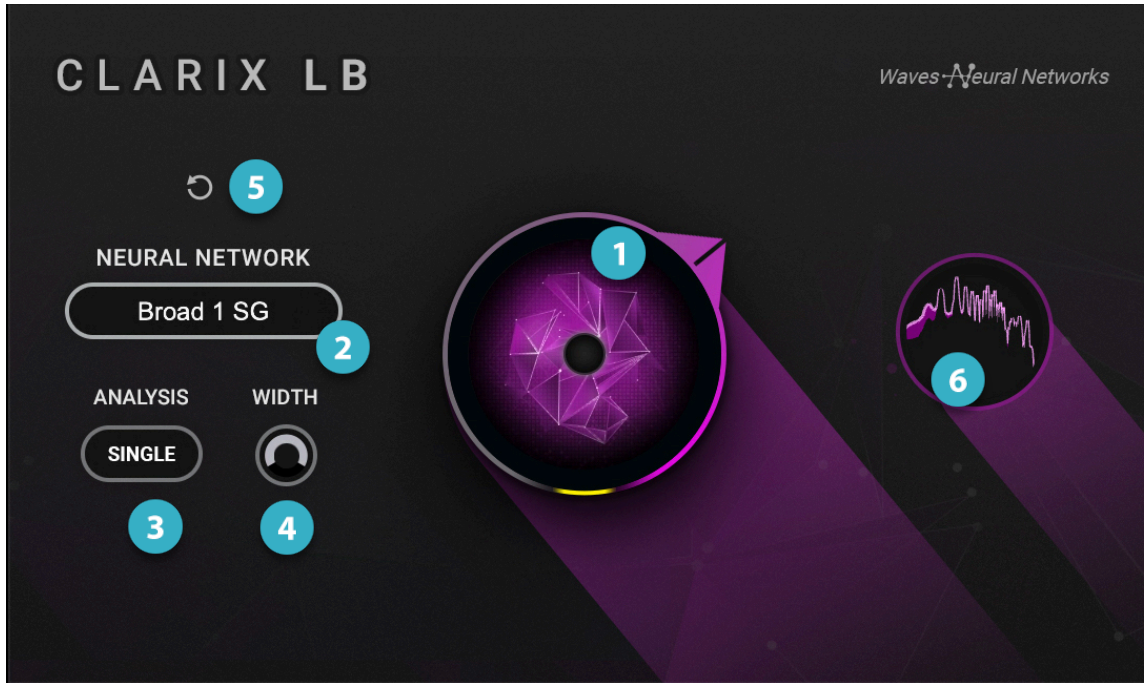 CLARIX LB
Waves Neural Networks
5
NEURAL NETWORK
Broad 1 SG
2
ANALYSIS
WIDTH
SINGLE
3
4
1
6